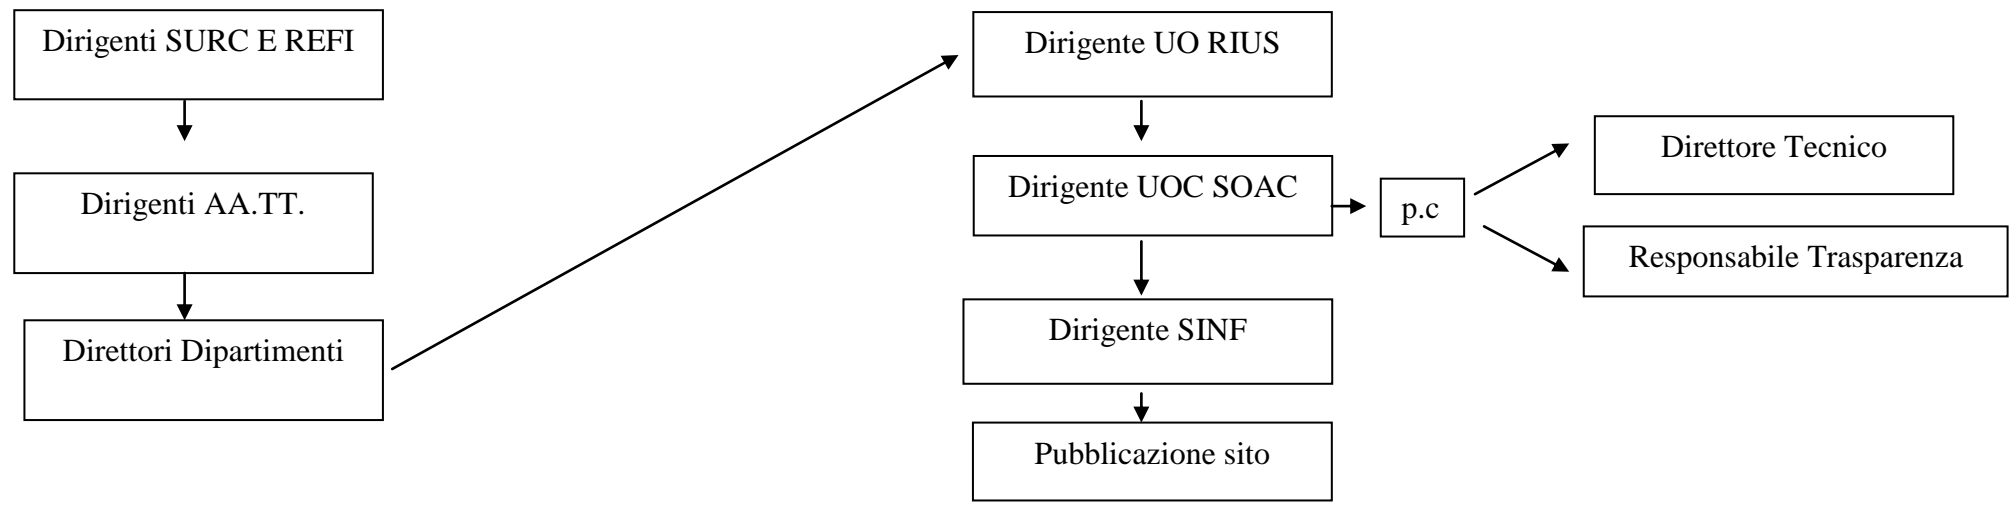 Dirigenti SURC E REFI
Dirigenti AA.TT.
Direttori Dipartimenti
Dirigente UO RIUS
Dirigente UOC SOAC
Dirigente SINF
Pubblicazione sito
p.c
Direttore Tecnico
Responsabile Trasparenza